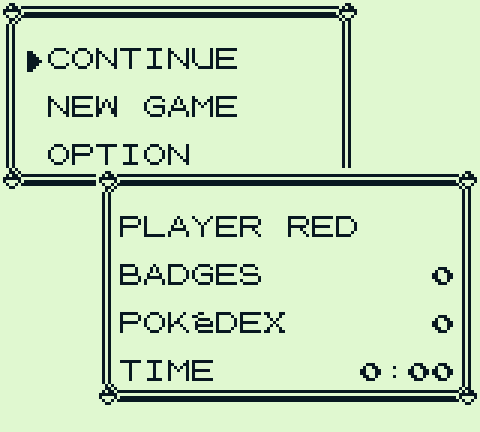 ▶CONTINUE
NEW GAME
OPTION
PLAYER RED
BADGES 0
POKéDEX 0
TIME 0:00